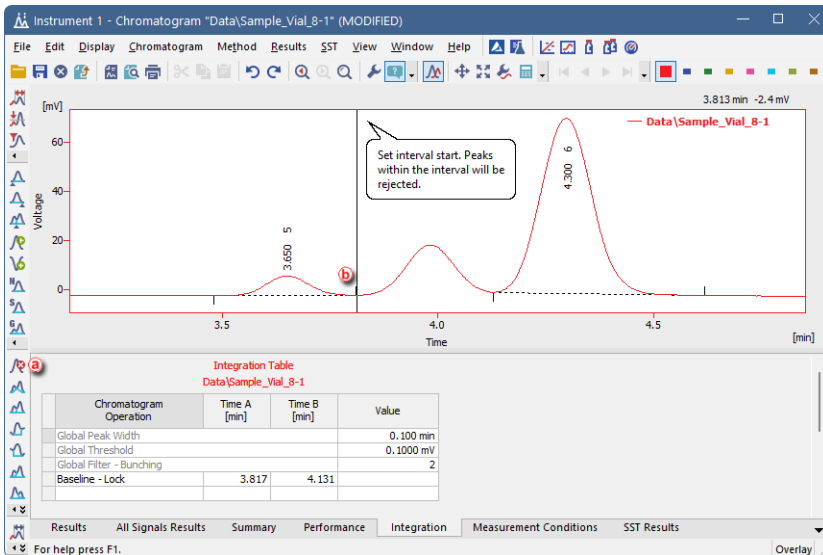 Instrument 1 - Chromatogram "Data\Sample_Vial_8-1" (MODIFIED)
File Edit Display Chromatogram Method Results SST View Window Help
3.813 min -2.4 mV
[mV]
Data\Sample_Vial_8-1
60
40
20
0
Voltage
Set interval start. Peaks
within the interval will be
rejected.
3.650 5
4.300 6
b
3.5 4.0 4.5
Time
[min]
a
Integration Table
Data\Sample_Vial_8-1
Chromatogram
Operation
Time A
[min]
Time B
[min]
Value
Global Peak Width 0.100 min
Global Threshold 0.1000 mV
Global Filter - Bunching 2
Baseline - Lock 3.817 4.131
Results All Signals Results Summary Performance Integration Measurement Conditions SST Results
For help press F1. Overlay